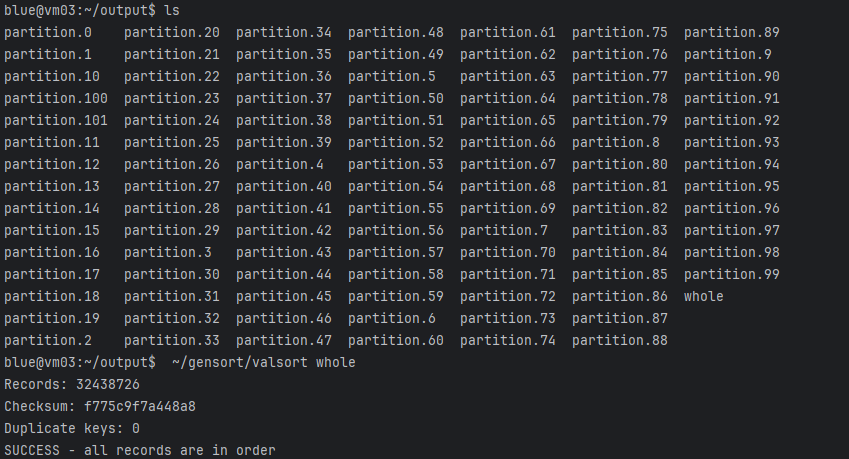 blue@vm03:~/output$ ls
partition.0    partition.20  partition.34  partition.48  partition.61  partition.75  partition.89
partition.1    partition.21  partition.35  partition.49  partition.62  partition.76  partition.9
partition.10   partition.22  partition.36  partition.5   partition.63  partition.77  partition.90
partition.100  partition.23  partition.37  partition.50  partition.64  partition.78  partition.91
partition.101  partition.24  partition.38  partition.51  partition.65  partition.79  partition.92
partition.11   partition.25  partition.39  partition.52  partition.66  partition.8   partition.93
partition.12   partition.26  partition.4   partition.53  partition.67  partition.80  partition.94
partition.13   partition.27  partition.40  partition.54  partition.68  partition.81  partition.95
partition.14   partition.28  partition.41  partition.55  partition.69  partition.82  partition.96
partition.15   partition.29  partition.42  partition.56  partition.7   partition.83  partition.97
partition.16   partition.3   partition.43  partition.57  partition.70  partition.84  partition.98
partition.17   partition.30  partition.44  partition.58  partition.71  partition.85  partition.99
partition.18   partition.31  partition.45  partition.59  partition.72  partition.86  whole
partition.19   partition.32  partition.46  partition.6   partition.73  partition.87
partition.2    partition.33  partition.47  partition.60  partition.74  partition.88
blue@vm03:~/output$  ~/gensort/valsort whole
Records: 32438726
Checksum: f775c9f7a448a8
Duplicate keys: 0
SUCCESS - all records are in order